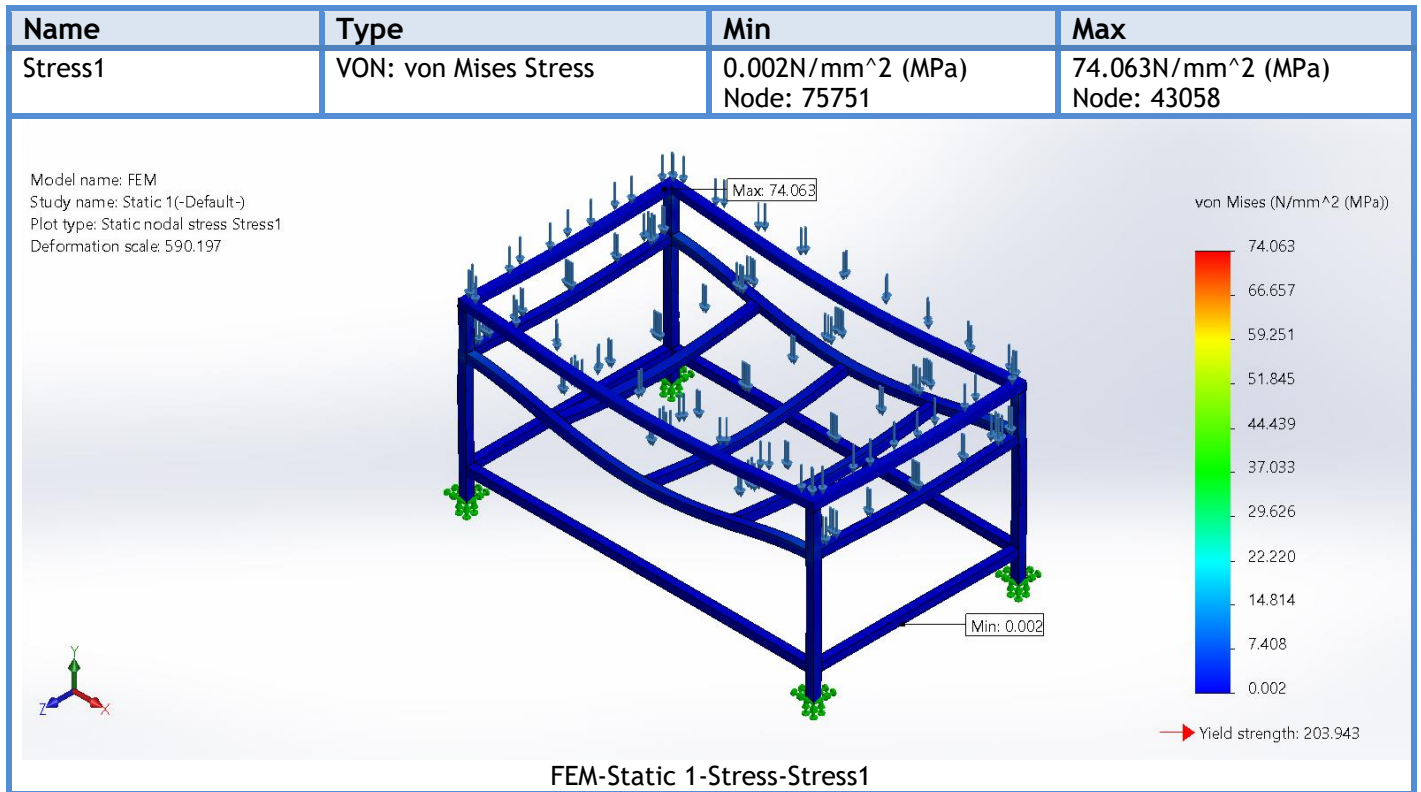 Name Type Min Max
Stress1 VON: von Mises Stress 0.002N/mm^2 (MPa) 74.063N/mm^2 (MPa)
Node: 75751 Node: 43058
Model name: FEM
Study name: Static 1(-Default-)
Plot type: Static nodal stress Stress1
Deformation scale: 590.197
Max: 74.063
von Mises (N/mm^2 (MPa))
74.063
66.657
59.251
51.845
44.439
37.033
29.626
22.220
14.814
7.408
0.002
Min: 0.002
Yield strength: 203.943
Y
Z
X
FEM-Static 1-Stress-Stress1